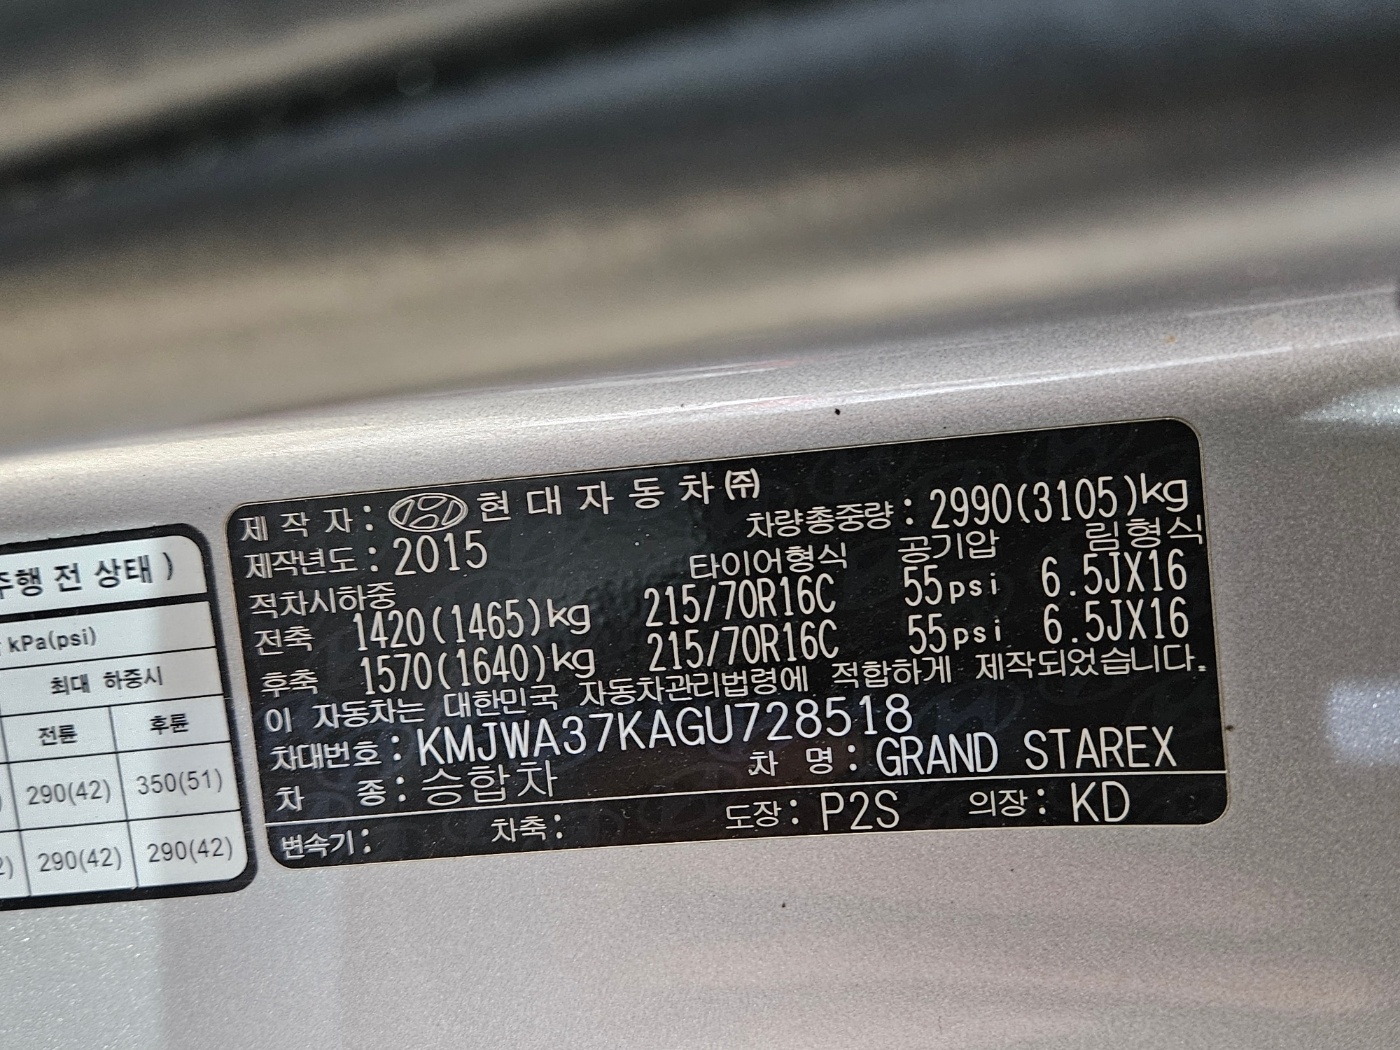 주행 전 상태 )
kPa(psi)
최대 하중시
전륜 후륜
290(42) 350(51)
290(42) 290(42)
제 작 자 : 현 대 자 동 차 ㈜
차량총중량 : 2990(3105)kg
제작년도 : 2015
타이어형식 공기압 림형식
적차시하중
전축 1420(1465)kg 215/70R16C 55psi 6.5JX16
후축 1570(1640)kg 215/70R16C 55psi 6.5JX16
이 자동차는 대한민국 자동차관리법령에 적합하게 제작되었습니다.
차대번호 : KMJWA37KAGU728518
차 종 : 승합차 차 명 : GRAND STAREX
변속기 : 차축 : 도장 : P2S 의장 : KD